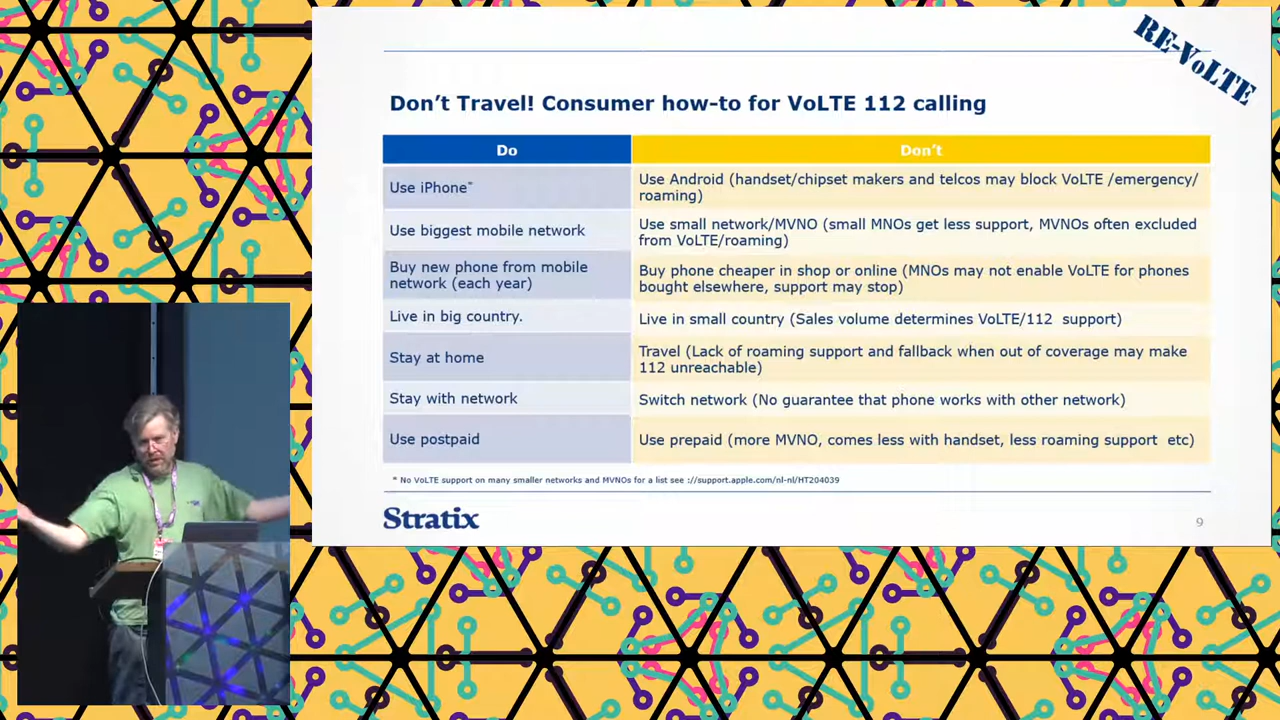 RE-VoLTE
Don't Travel! Consumer how-to for VoLTE 112 calling
Do
Don't
Use iPhone*
Use Android (handset/chipset makers and telcos may block VoLTE /emergency/
roaming)
Use biggest mobile network
Use small network/MVNO (small MNOs get less support, MVNOs often excluded
from VoLTE/roaming)
Buy new phone from mobile
network (each year)
Buy phone cheaper in shop or online (MNOs may not enable VoLTE for phones
bought elsewhere, support may stop)
Live in big country.
Live in small country (Sales volume determines VoLTE/112 support)
Stay at home
Travel (Lack of roaming support and fallback when out of coverage may make
112 unreachable)
Stay with network
Switch network (No guarantee that phone works with other network)
Use postpaid
Use prepaid (more MVNO, comes less with handset, less roaming support etc)
* No VoLTE support on many smaller networks and MVNOs for a list see ://support.apple.com/nl-nl/HT204039
Stratix
9